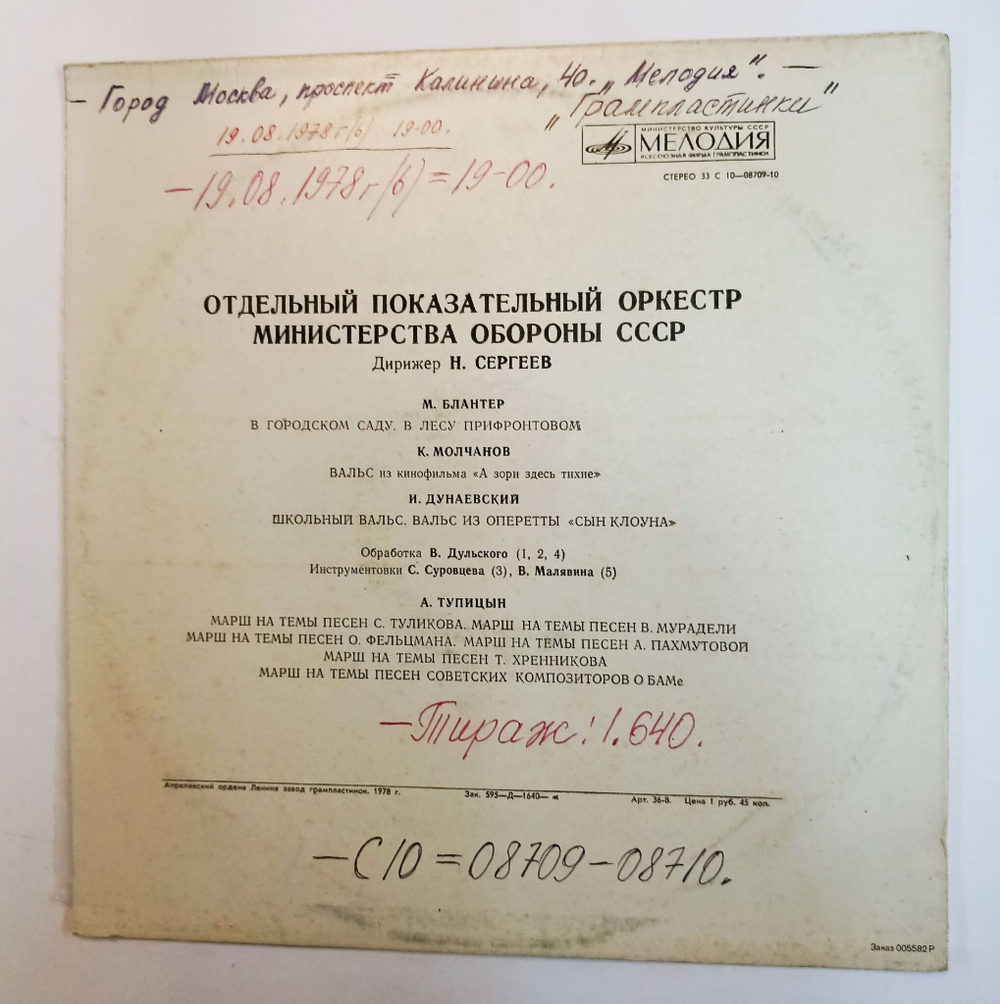 — Город Москва, проспект Калинина, 40. „Мелодия". —
„Грампластинки"
19.08.1978 г (6) 19-00.
—19.08.1978 г (6) = 19-00.
МИНИСТЕРСТВО КУЛЬТУРЫ СССР
МЕЛОДИЯ
ВСЕСОЮЗНАЯ ФИРМА ГРАМПЛАСТИНОК
СТЕРЕО 33 С 10—08709-10
ОТДЕЛЬНЫЙ ПОКАЗАТЕЛЬНЫЙ ОРКЕСТР
МИНИСТЕРСТВА ОБОРОНЫ СССР
Дирижер Н. СЕРГЕЕВ
М. БЛАНТЕР
В ГОРОДСКОМ САДУ. В ЛЕСУ ПРИФРОНТОВОМ
К. МОЛЧАНОВ
ВАЛЬС из кинофильма «А зори здесь тихие»
И. ДУНАЕВСКИЙ
ШКОЛЬНЫЙ ВАЛЬС. ВАЛЬС ИЗ ОПЕРЕТТЫ «СЫН КЛОУНА»
Обработка В. Дульского (1, 2, 4)
Инструментовки С. Суровцева (3), В. Малявина (5)
А. ТУПИЦЫН
МАРШ НА ТЕМЫ ПЕСЕН С. ТУЛИКОВА. МАРШ НА ТЕМЫ ПЕСЕН В. МУРАДЕЛИ
МАРШ НА ТЕМЫ ПЕСЕН О. ФЕЛЬЦМАНА. МАРШ НА ТЕМЫ ПЕСЕН А. ПАХМУТОВОЙ
МАРШ НА ТЕМЫ ПЕСЕН Т. ХРЕННИКОВА
МАРШ НА ТЕМЫ ПЕСЕН СОВЕТСКИХ КОМПОЗИТОРОВ О БАМе
—Тираж: 1.640.
Апрелевский ордена Ленина завод грампластинок. 1978 г. Зак. 595—Д—1640— ж Арт. 36-8. Цена 1 руб. 45 коп.
—С10=08709—08710.
Заказ 005582 Р